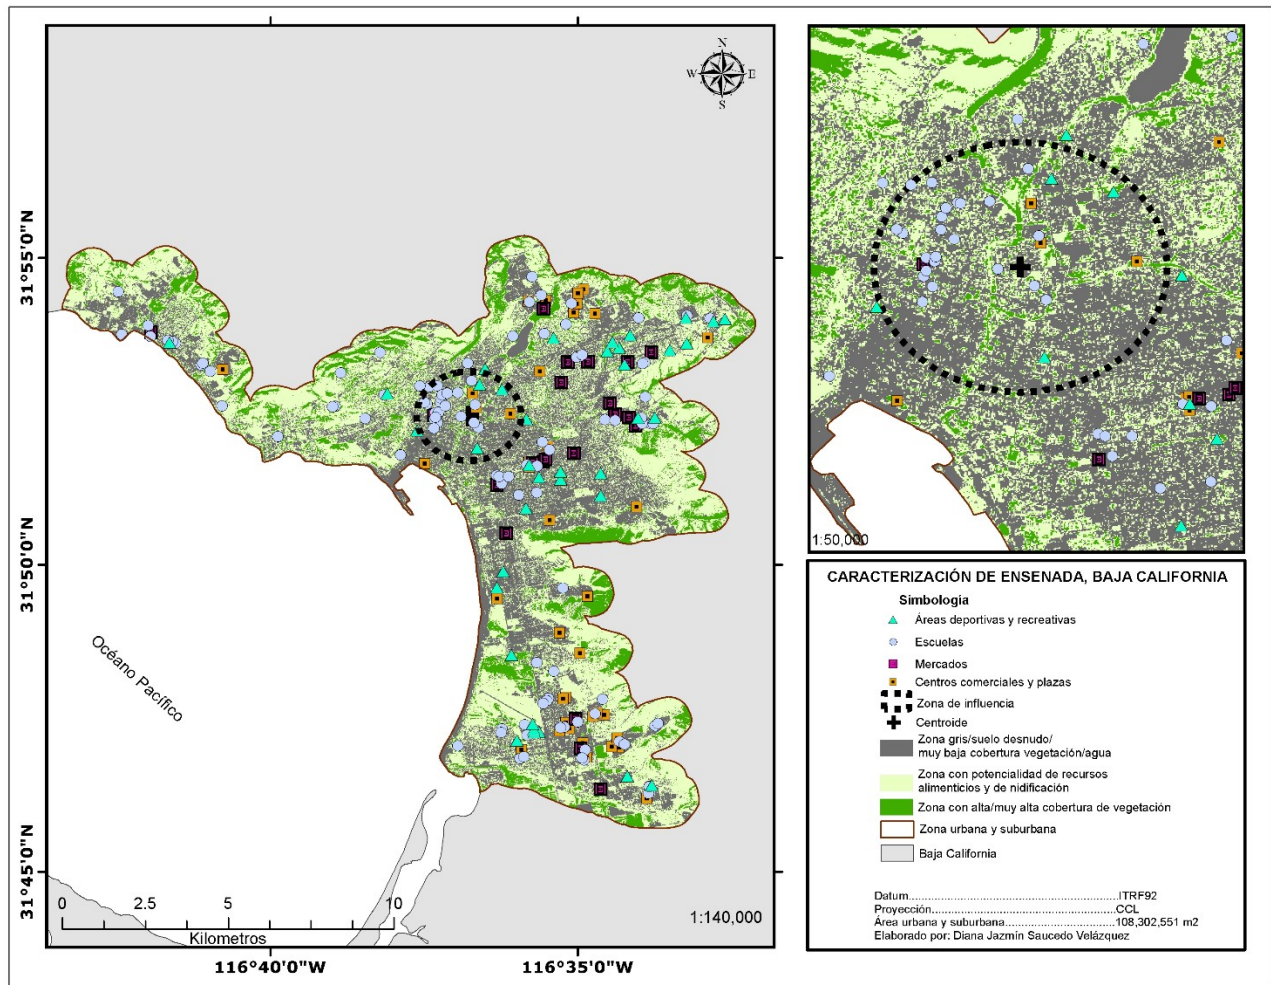 N
W E
S
31°55'0"N
31°50'0"N
31°45'0"N
Océano Pacífico
0 2.5 5 10
Kilometros
1:140,000
116°40'0"W 116°35'0"W
1:50,000
CARACTERIZACIÓN DE ENSENADA, BAJA CALIFORNIA
Simbología
Áreas deportivas y recreativas
Escuelas
Mercados
Centros comerciales y plazas
Zona de influencia
Centroide
Zona gris/suelo desnudo/
muy baja cobertura vegetación/agua
Zona con potencialidad de recursos
alimenticios y de nidificación
Zona con alta/muy alta cobertura de vegetación
Zona urbana y suburbana
Baja California
Datum.................................................ITRF92
Proyección..........................................CCL
Área urbana y suburbana............................108,302,551 m2
Elaborado por: Diana Jazmín Saucedo Velázquez